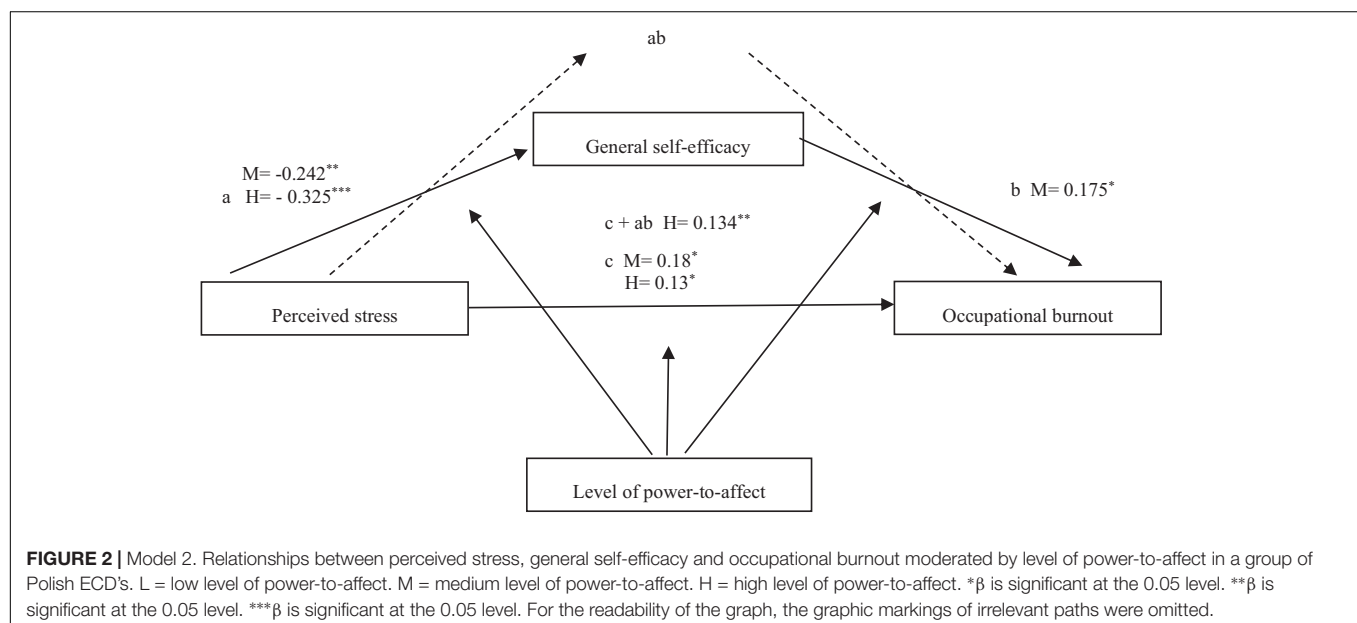 ab
General self-efficacy
M= -0.242**
a H= - 0.325***
b M= 0.175*
c + ab H= 0.134**
c M= 0.18*
H= 0.13*
Perceived stress
Occupational burnout
Level of power-to-affect
FIGURE 2 | Model 2. Relationships between perceived stress, general self-efficacy and occupational burnout moderated by level of power-to-affect in a group of
Polish ECD's. L = low level of power-to-affect. M = medium level of power-to-affect. H = high level of power-to-affect. *β is significant at the 0.05 level. **β is
significant at the 0.05 level. ***β is significant at the 0.05 level. For the readability of the graph, the graphic markings of irrelevant paths were omitted.